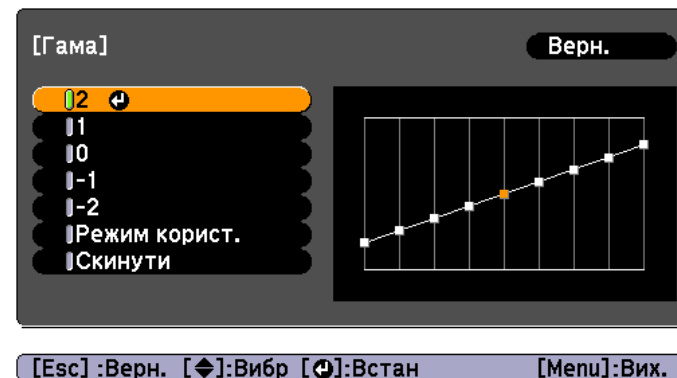 [Гама]
Верн.
2
1
0
-1
-2
Режим корист.
Скинути
[Esc] :Верн. [◆]:Вибр [↵]:Встан [Menu]:Вих.